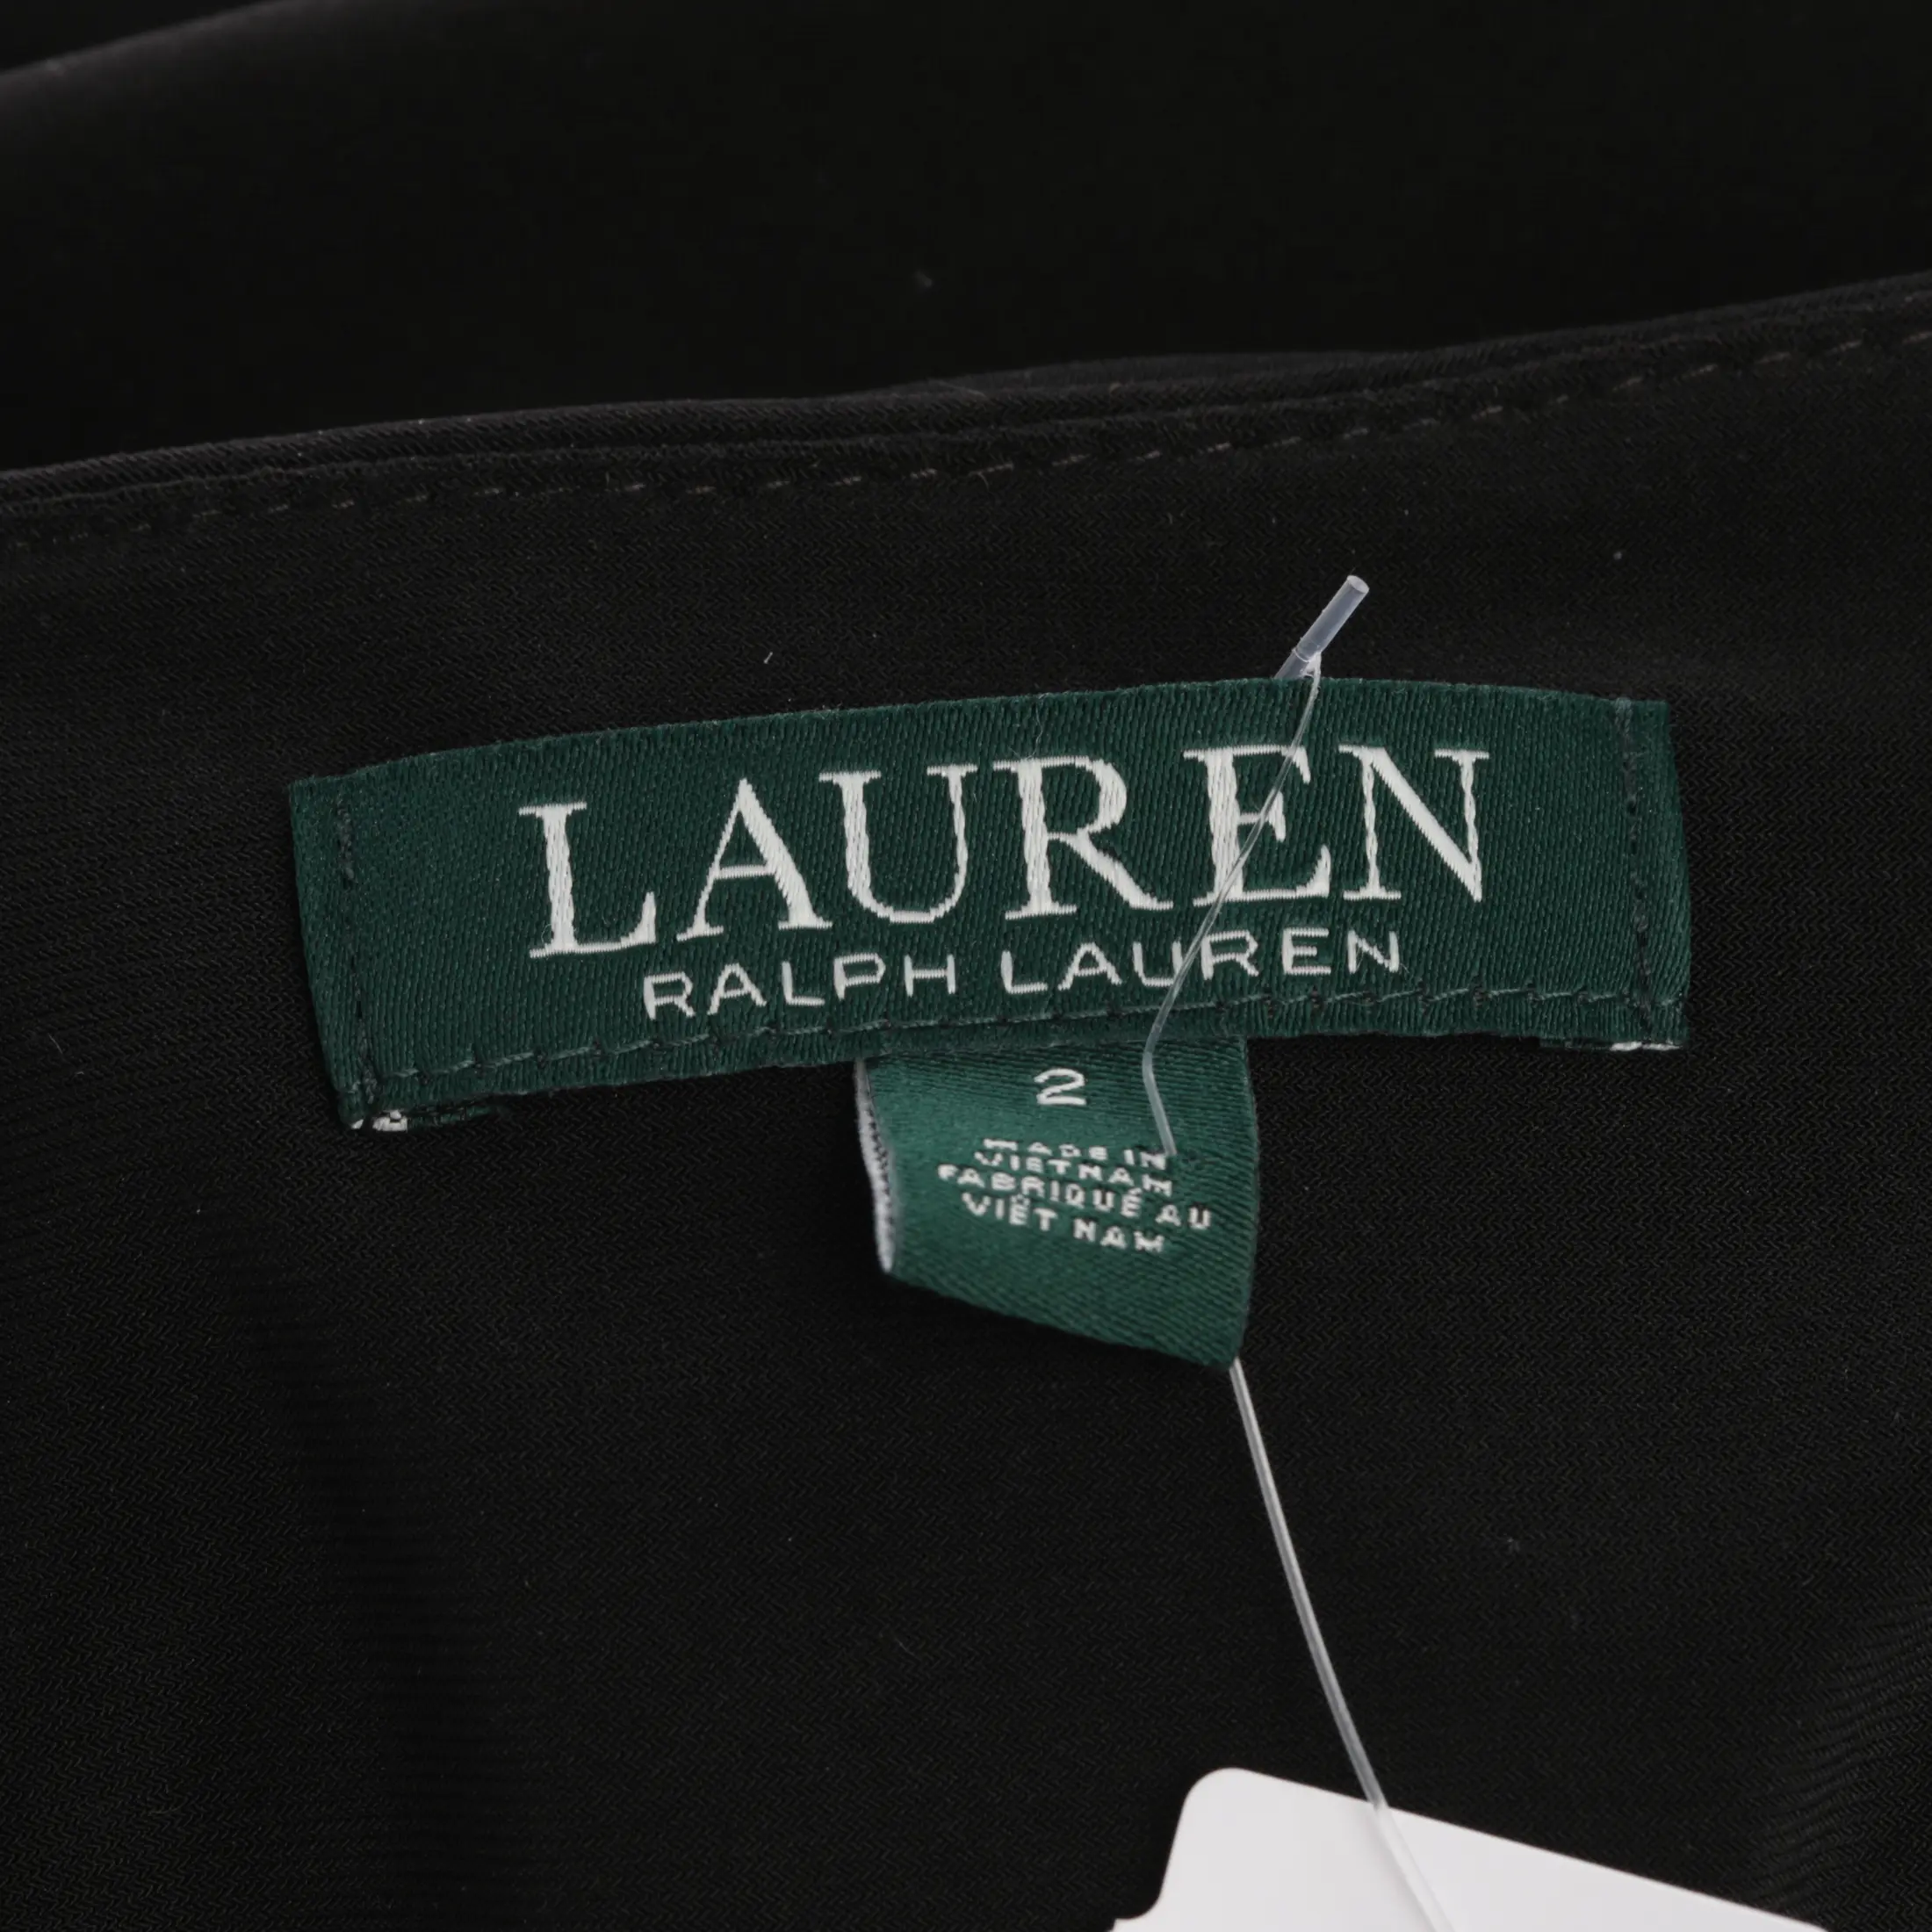 LAUREN
RALPH LAUREN
2
MADE IN
VIETNAM
FABRIQUÉ AU
VIÊT NAM